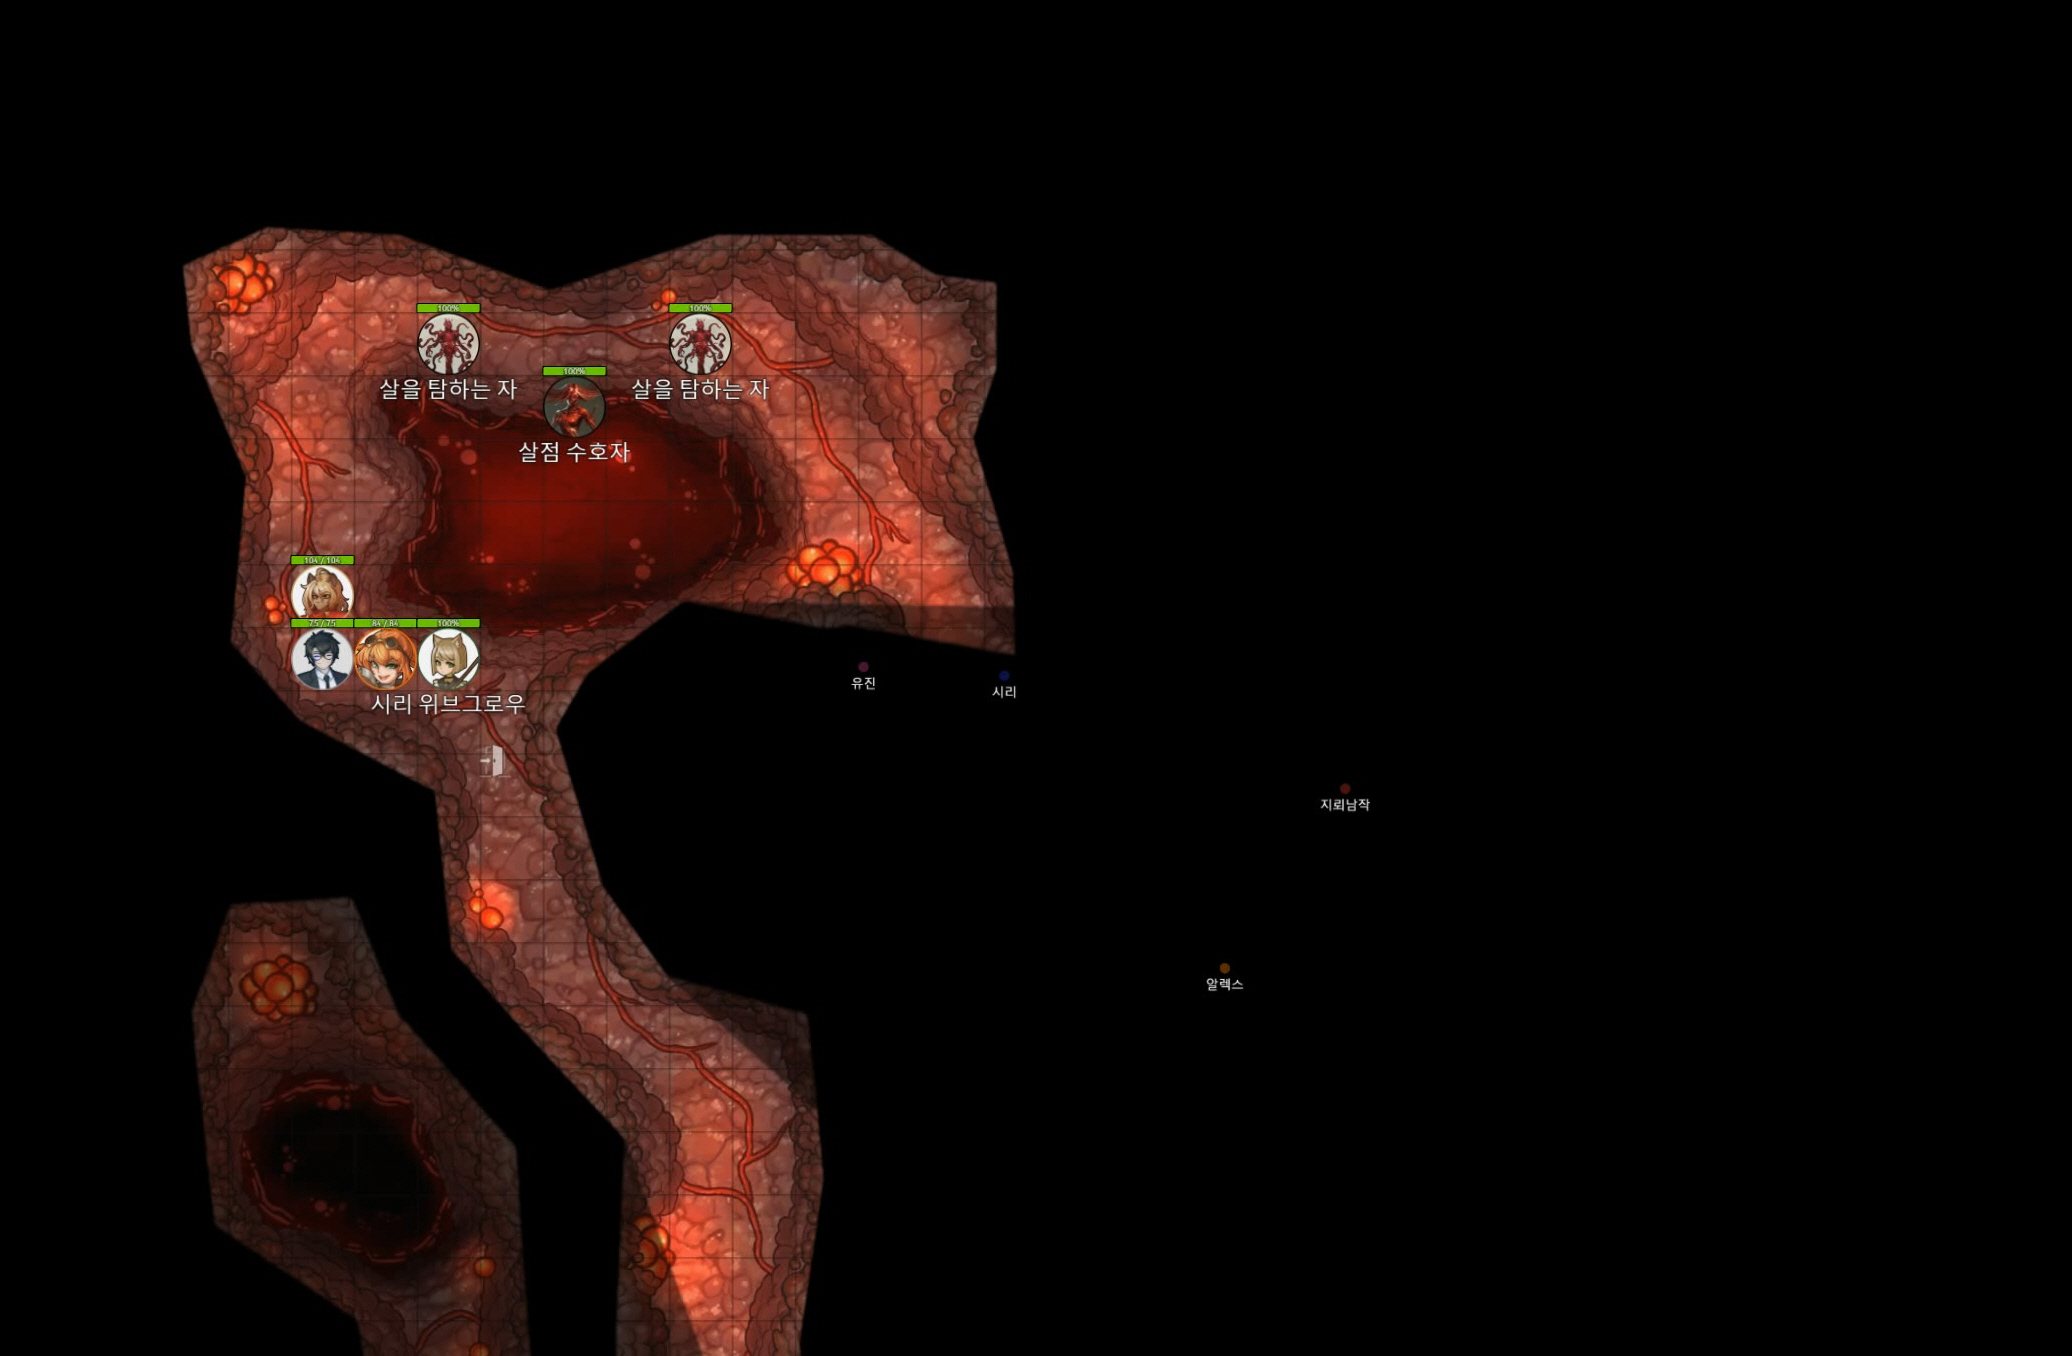 100%
100%
100%
살을 탐하는 자
살을 탐하는 자
살점 수호자
104 / 104
75 / 75
84 / 84
100%
시리 위브그로우
유진
시리
지뢰남작
알렉스